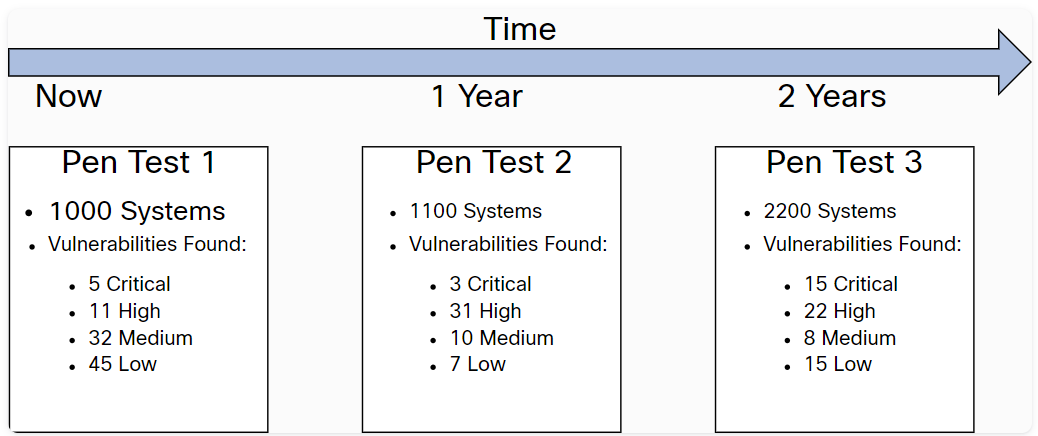 Time
Now
1 Year
2 Years
Pen Test 1
• 1000 Systems
• Vulnerabilities Found:
• 5 Critical
• 11 High
• 32 Medium
• 45 Low
Pen Test 2
• 1100 Systems
• Vulnerabilities Found:
• 3 Critical
• 31 High
• 10 Medium
• 7 Low
Pen Test 3
• 2200 Systems
• Vulnerabilities Found:
• 15 Critical
• 22 High
• 8 Medium
• 15 Low